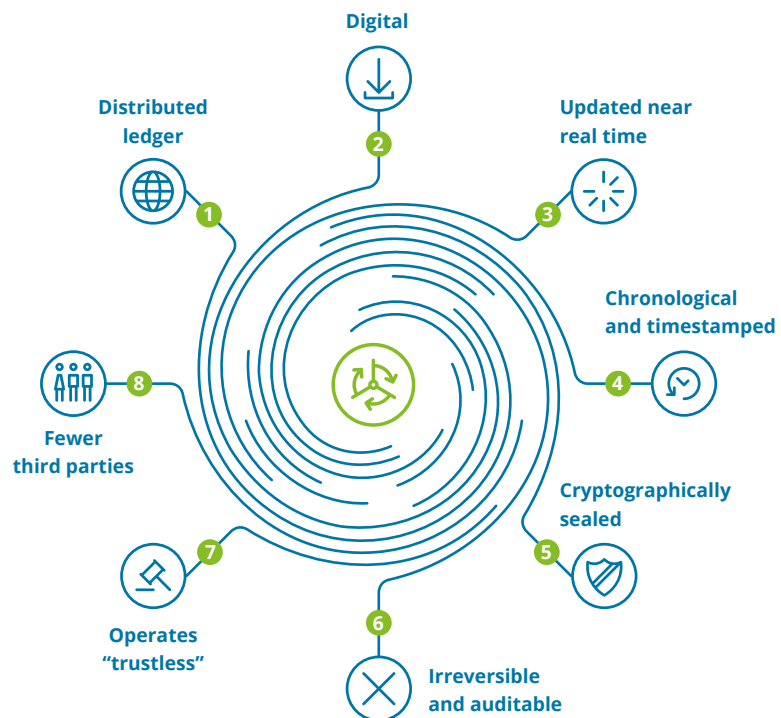 Distributed
ledger
1
Digital
2
Updated near
real time
3
Chronological
and timestamped
4
Cryptographically
sealed
5
6
Irreversible
and auditable
7
Operates
“trustless”
8
Fewer
third parties